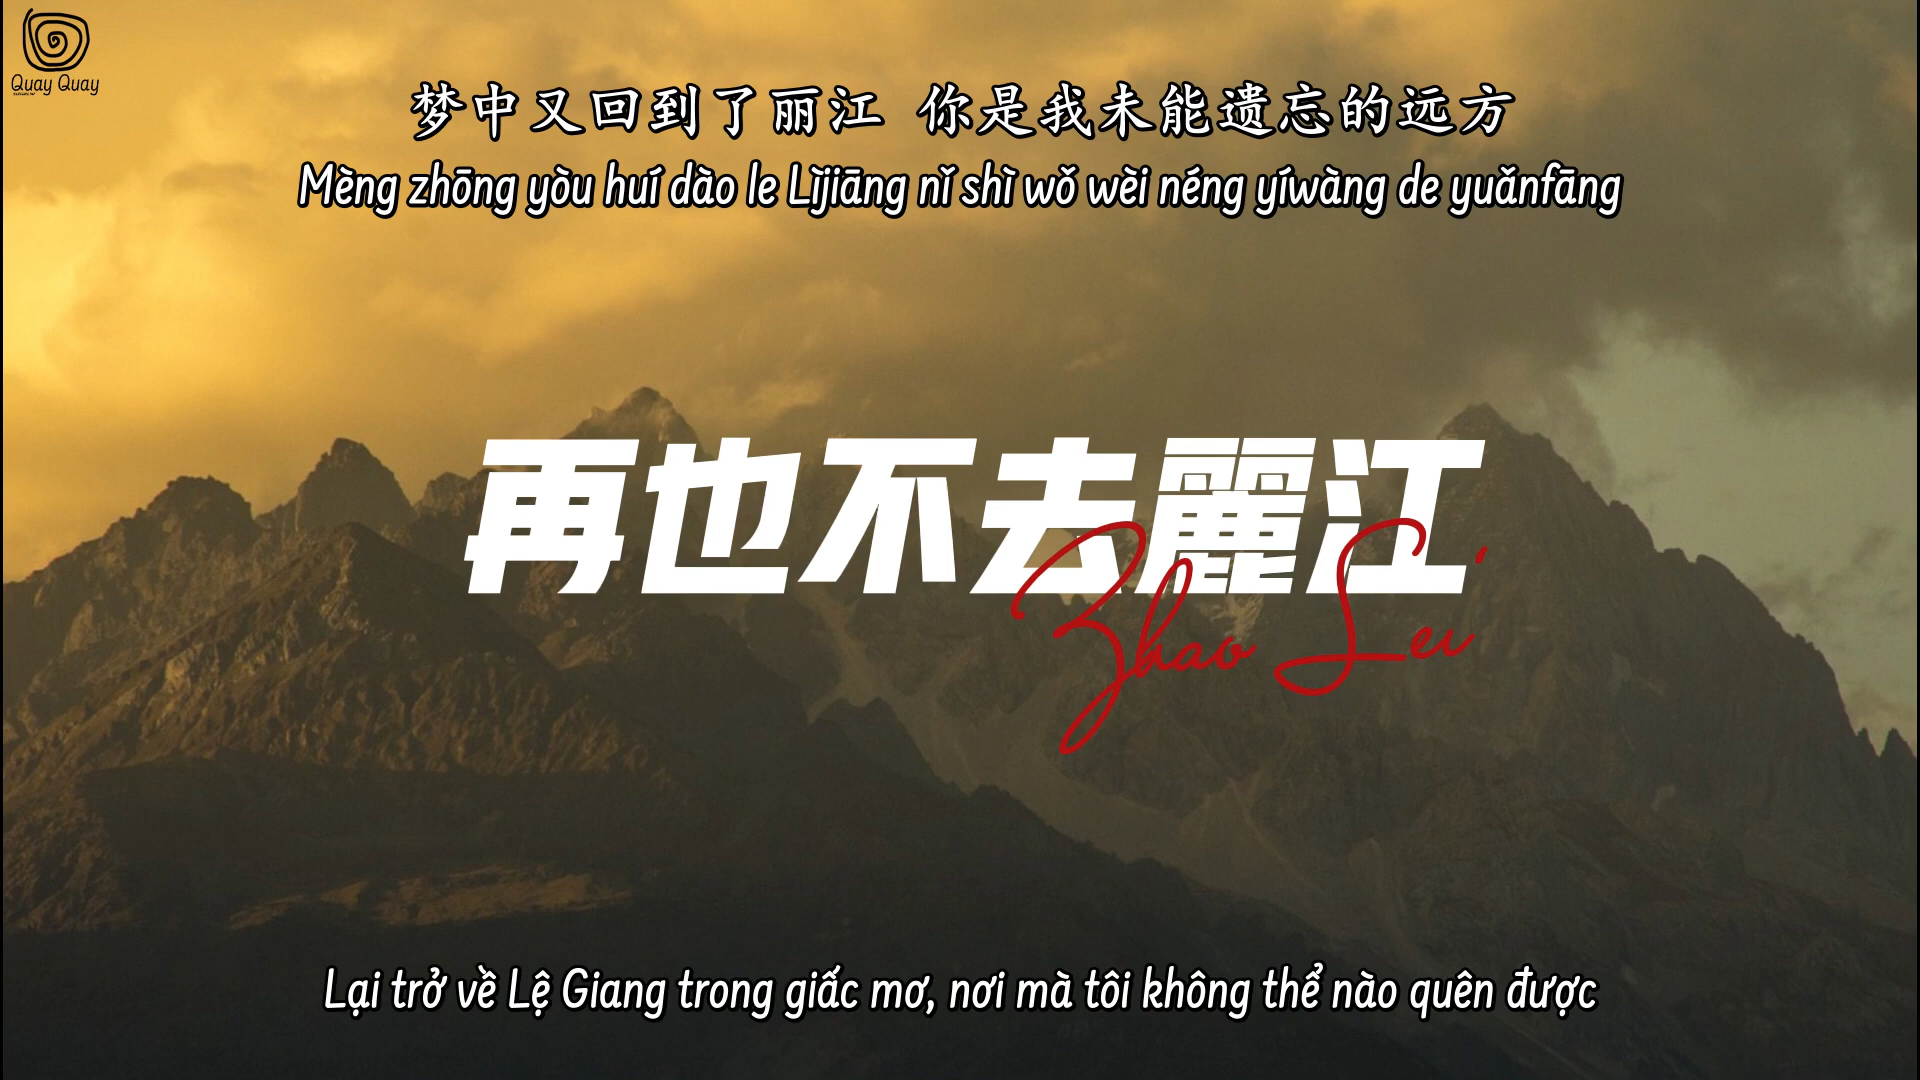 Quay Quay
梦中又回到了丽江 你是我未能遗忘的远方
Mèng zhōng yòu huí dào le Lìjiāng nǐ shì wǒ wèi néng yíwàng de yuǎnfāng
再也不去麗江
Zhao Lei
Lại trở về Lệ Giang trong giấc mơ, nơi mà tôi không thể nào quên được